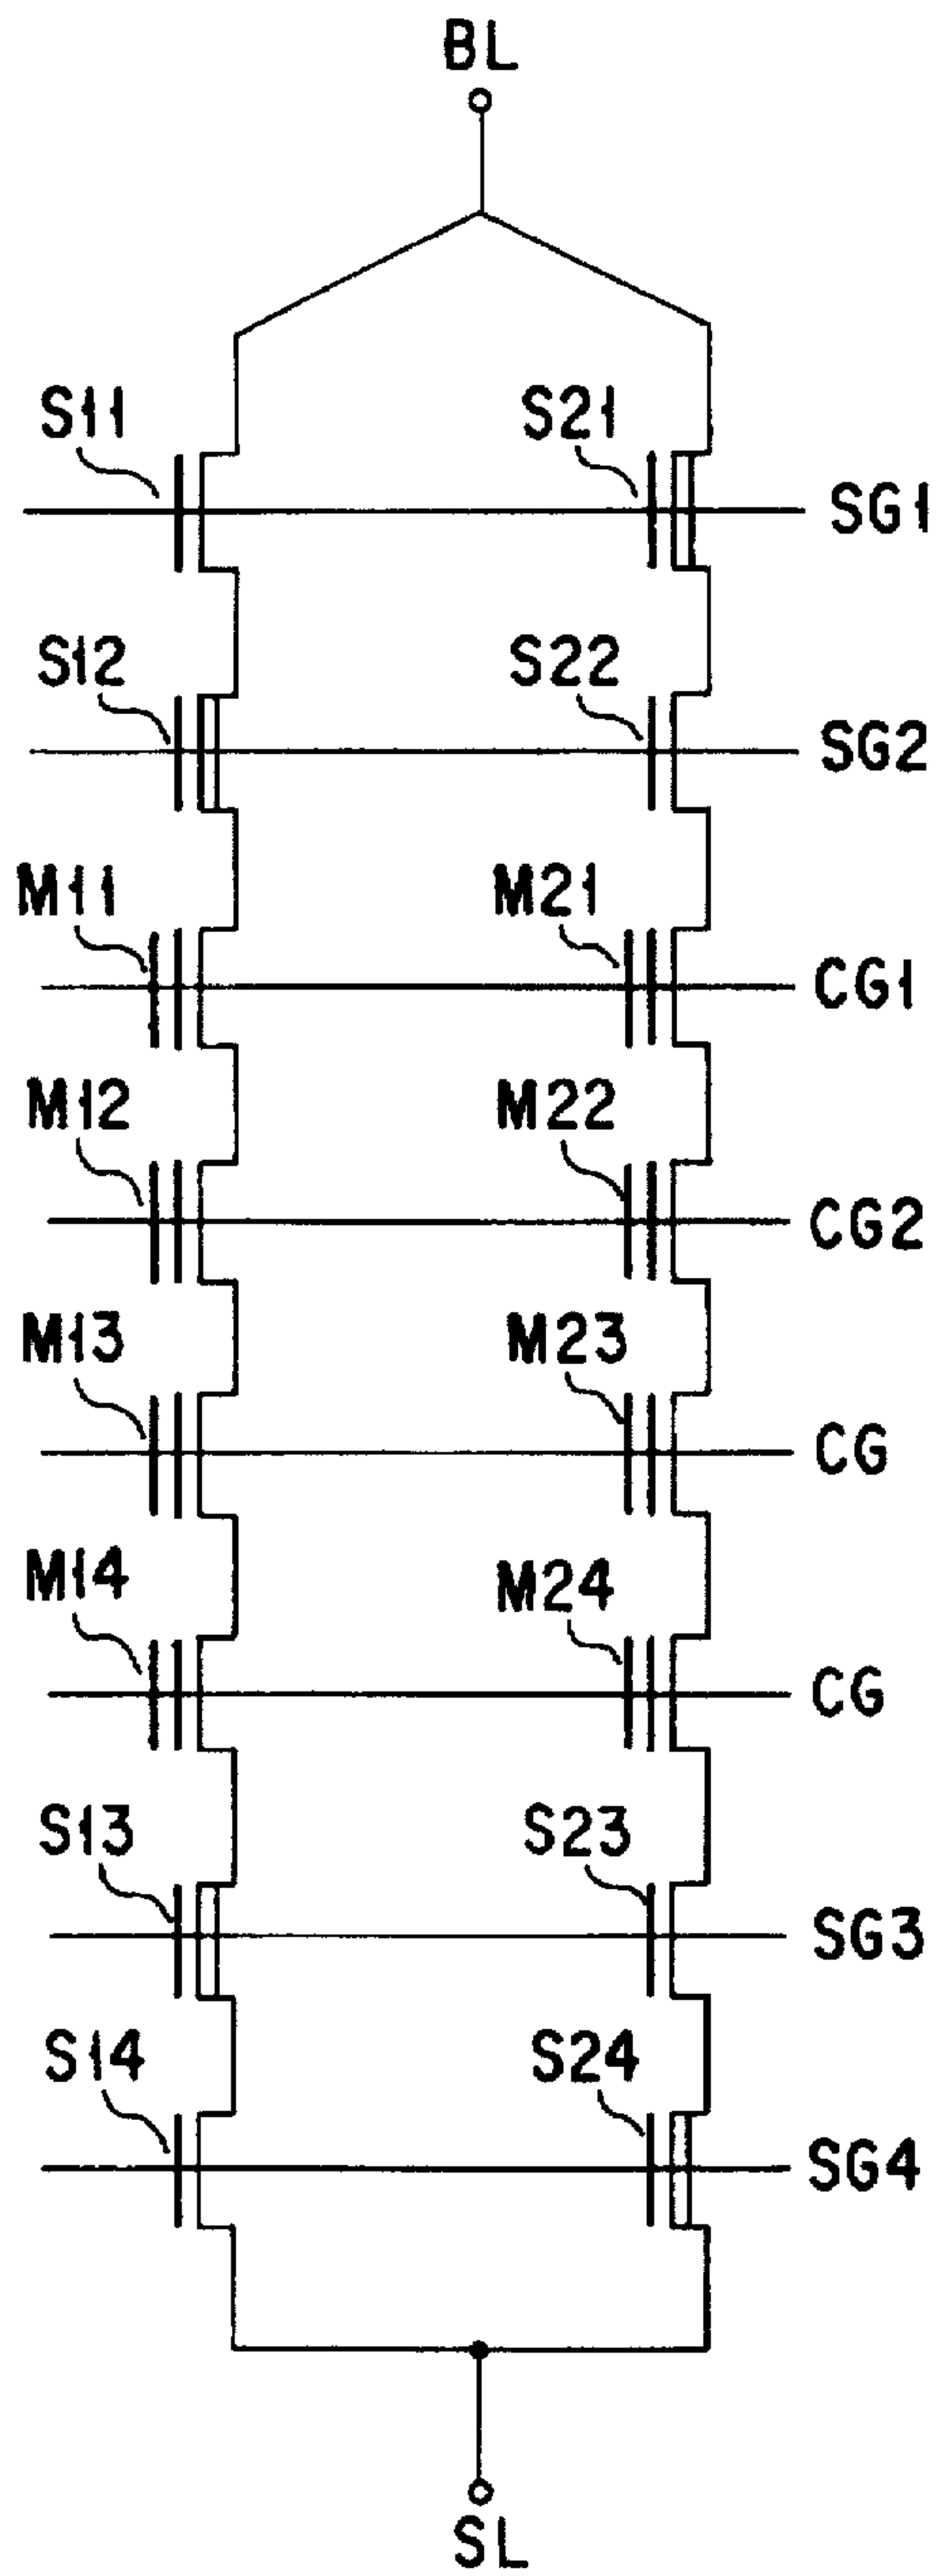 BL
S11 S21
SG1
S12 S22
SG2
M11 M21
CG1
M12 M22
CG2
M13 M23
CG
M14 M24
CG
S13 S23
SG3
S14 S24
SG4
SL